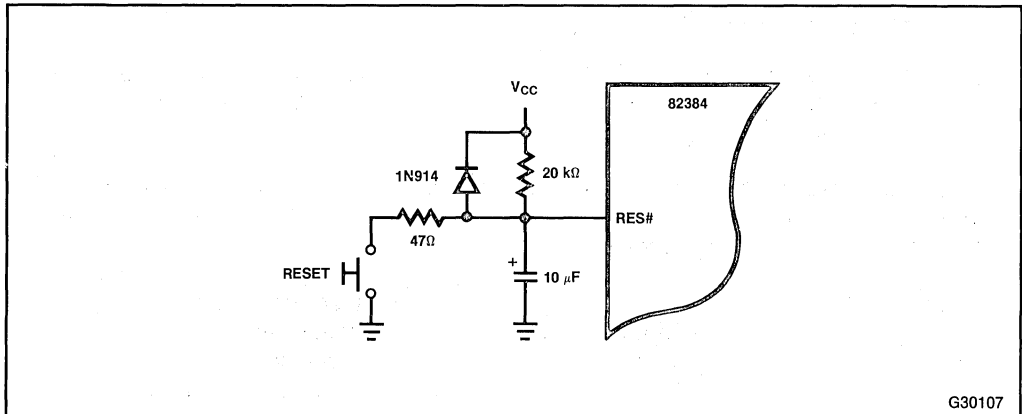 V_CC
82384
1N914
20 kΩ
RES#
47Ω
RESET
+
10 μF
G30107